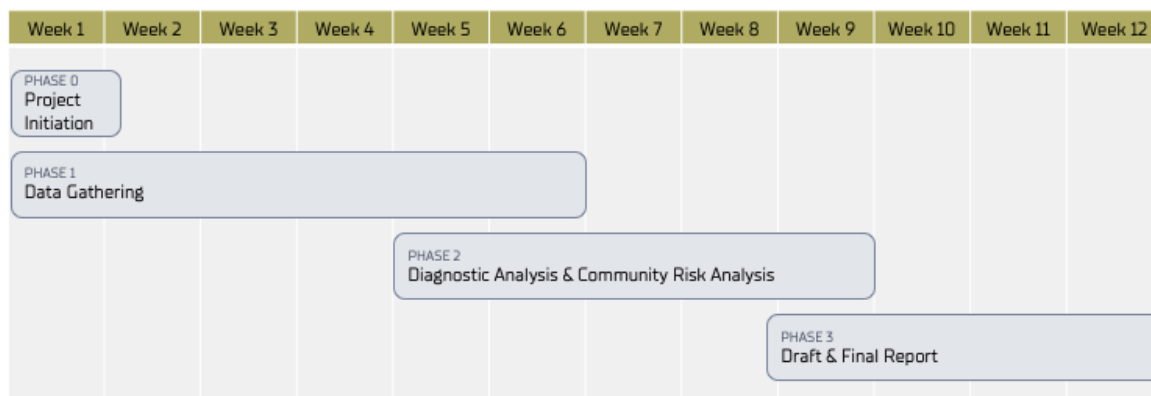 Week 1 Week 2 Week 3 Week 4 Week 5 Week 6 Week 7 Week 8 Week 9 Week 10 Week 11 Week 12
PHASE 0
Project
Initiation
PHASE 1
Data Gathering
PHASE 2
Diagnostic Analysis & Community Risk Analysis
PHASE 3
Draft & Final Report